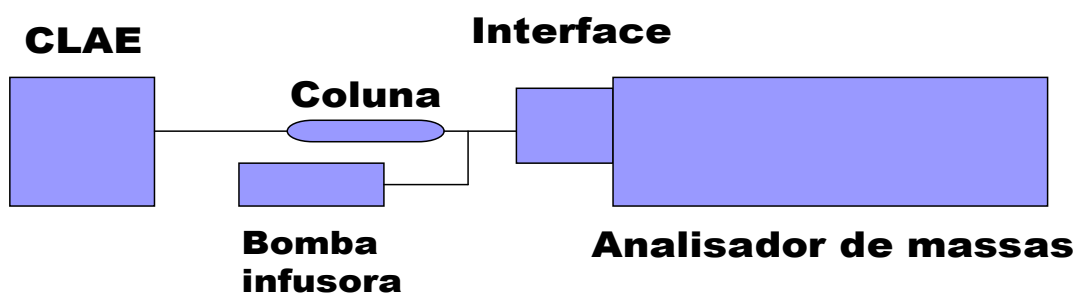 CLAE
Interface
Coluna
Bomba
infusora
Analisador de massas